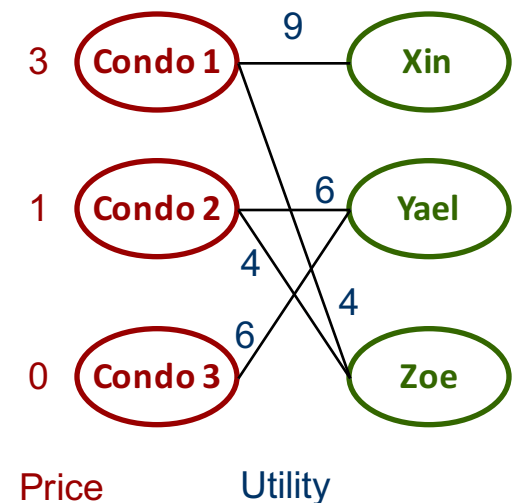 9
3 Condo 1 Xin
1 Condo 2 6 Yael
4 4
6
0 Condo 3 Zoe
Price Utility